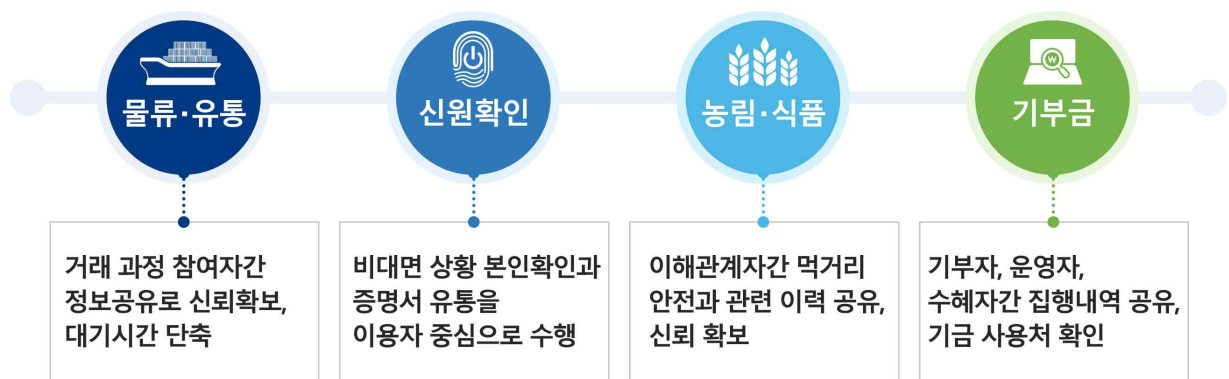 물류·유통
거래 과정 참여자간
정보공유로 신뢰확보,
대기시간 단축
신원확인
비대면 상황 본인확인과
증명서 유통을
이용자 중심으로 수행
농림·식품
이해관계자간 먹거리
안전과 관련 이력 공유,
신뢰 확보
₩
기부금
기부자, 운영자,
수혜자간 집행내역 공유,
기금 사용처 확인